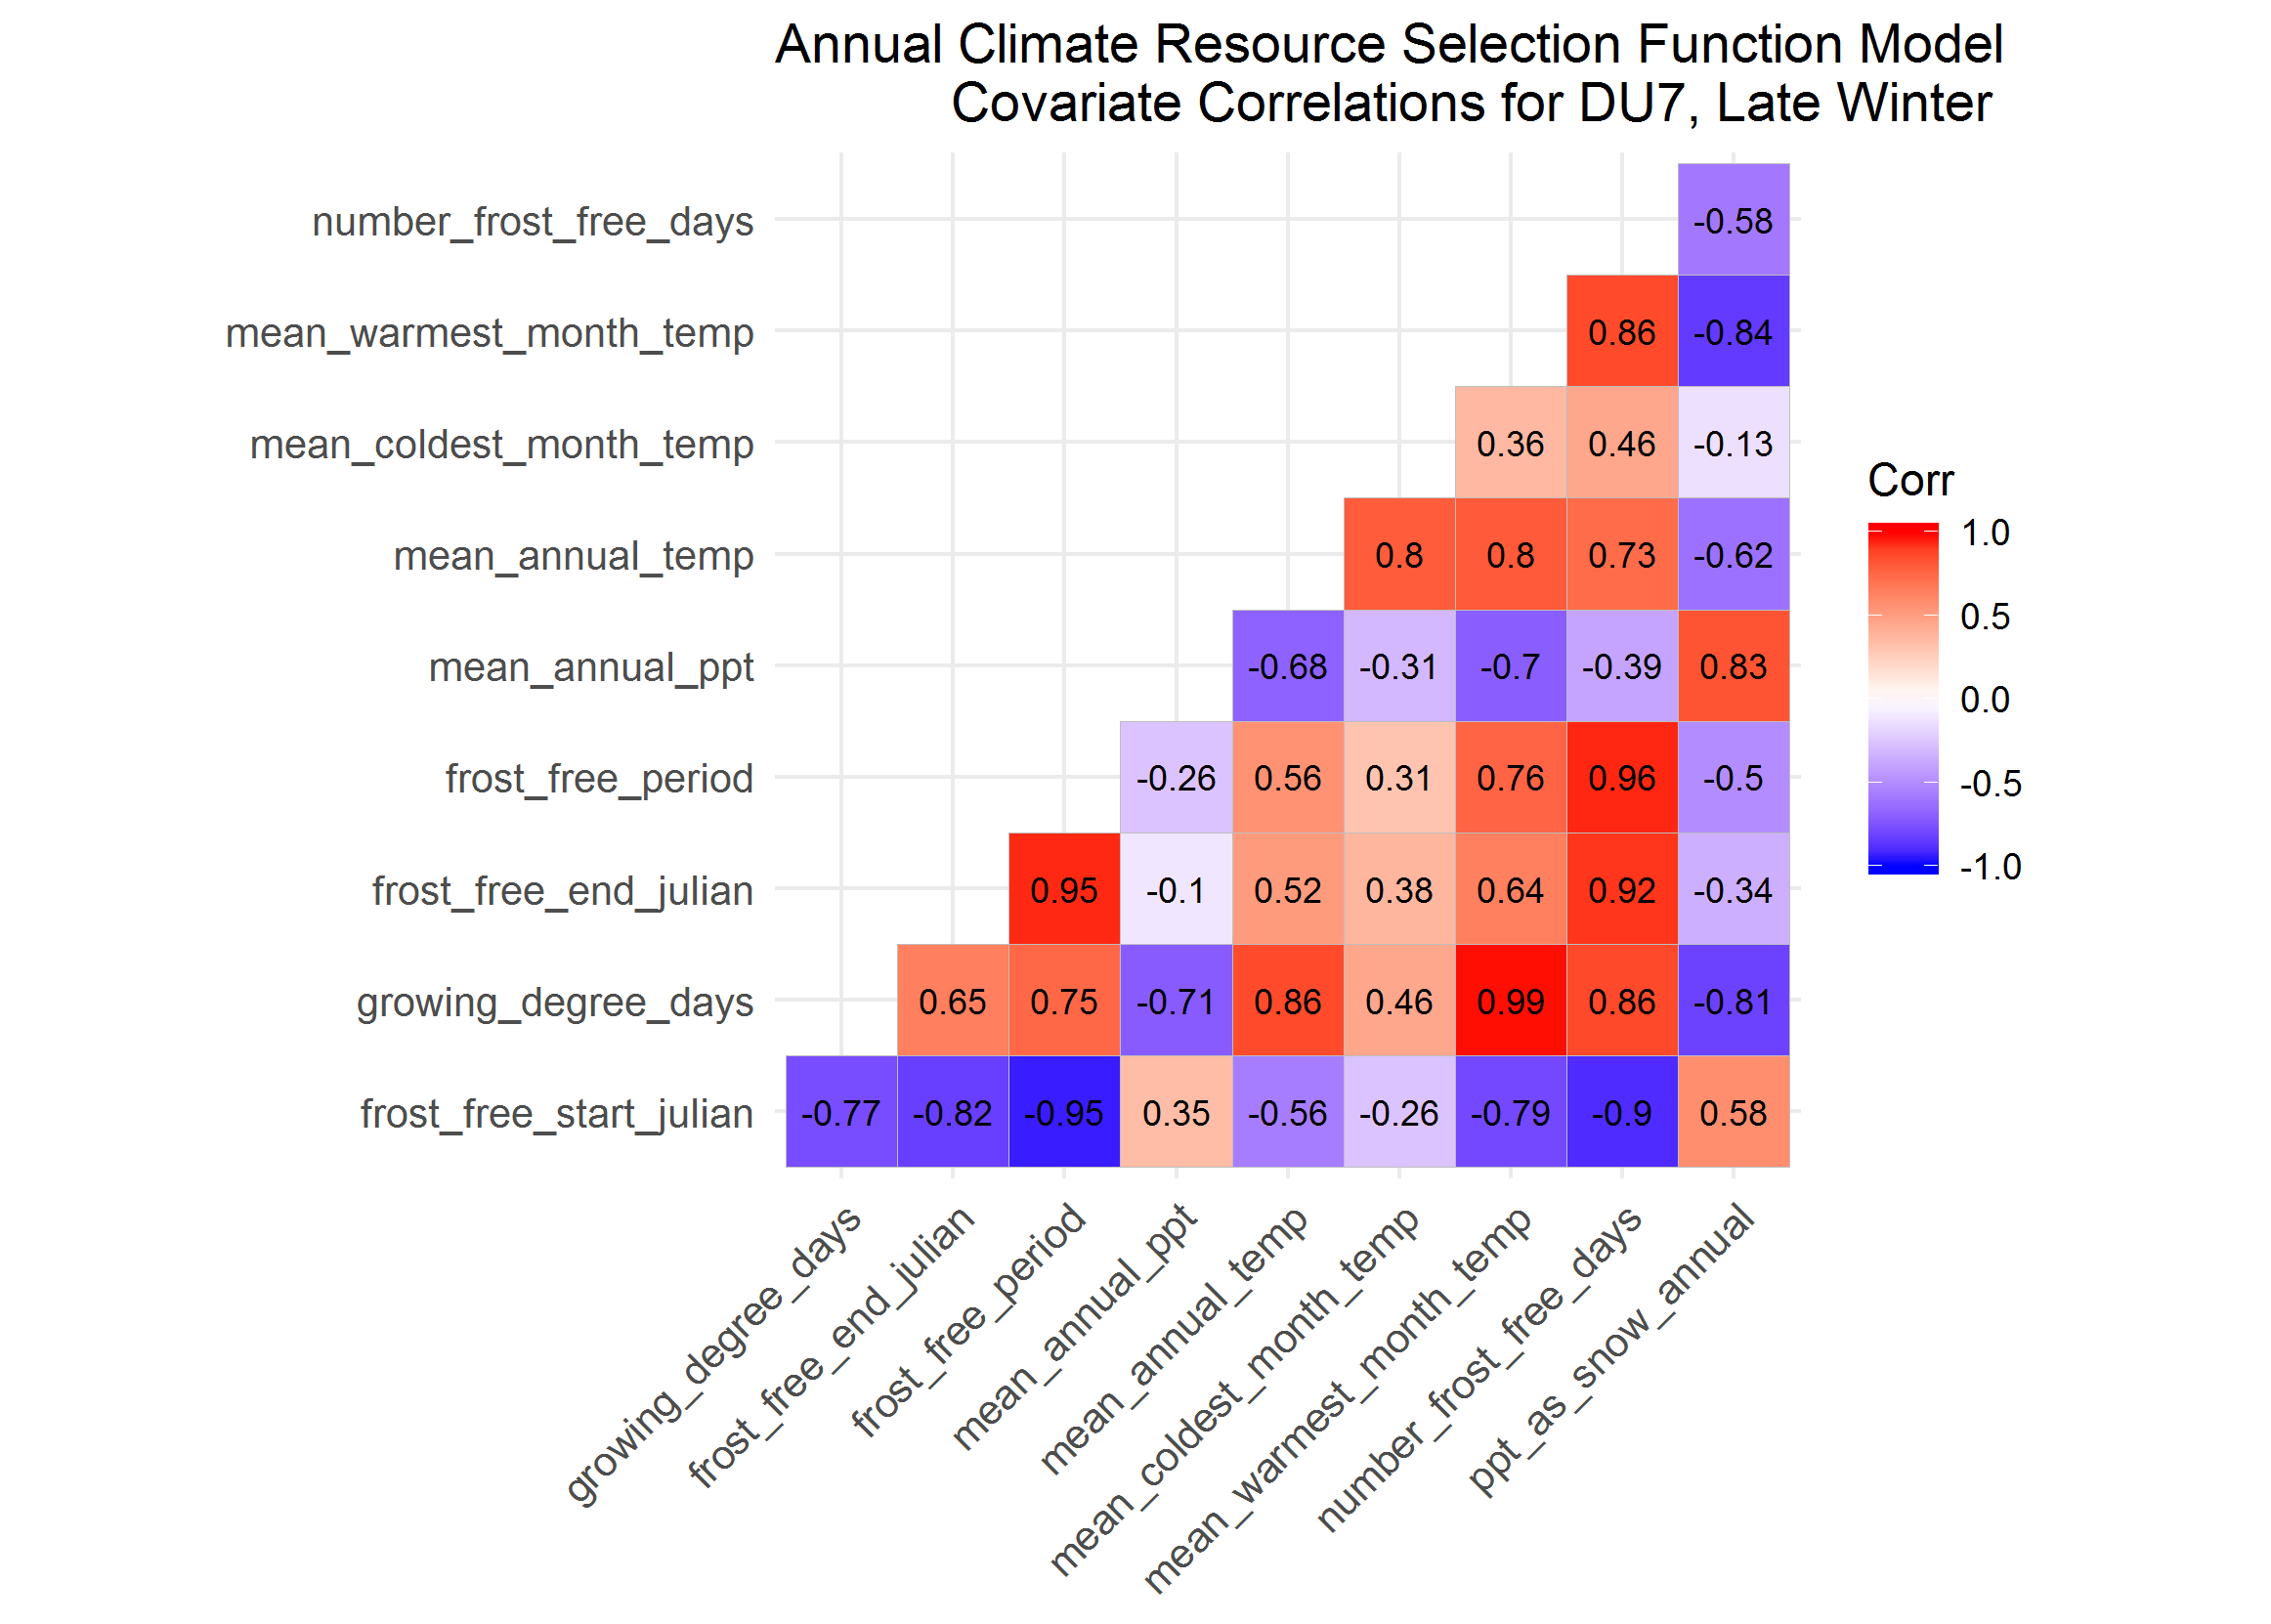 Annual Climate Resource Selection Function Model
Covariate Correlations for DU7, Late Winter
number_frost_free_days -0.58
mean_warmest_month_temp 0.86 -0.84
mean_coldest_month_temp 0.36 0.46 -0.13
mean_annual_temp 0.8 0.8 0.73 -0.62
mean_annual_ppt -0.68 -0.31 -0.7 -0.39 0.83
frost_free_period -0.26 0.56 0.31 0.76 0.96 -0.5
frost_free_end_julian 0.95 -0.1 0.52 0.38 0.64 0.92 -0.34
growing_degree_days 0.65 0.75 -0.71 0.86 0.46 0.99 0.86 -0.81
frost_free_start_julian -0.77 -0.82 -0.95 0.35 -0.56 -0.26 -0.79 -0.9 0.58
growing_degree_days
frost_free_end_julian
frost_free_period
mean_annual_ppt
mean_annual_temp
mean_coldest_month_temp
mean_warmest_month_temp
number_frost_free_days
ppt_as_snow_annual
Corr
1.0
0.5
0.0
-0.5
-1.0